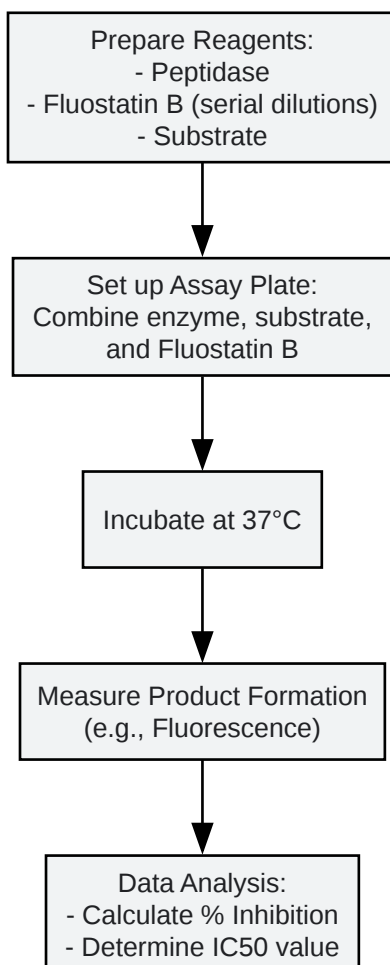 Prepare Reagents:
- Peptidase
- Fluostatin B (serial dilutions)
- Substrate
Set up Assay Plate:
Combine enzyme, substrate,
and Fluostatin B
Incubate at 37°C
Measure Product Formation
(e.g., Fluorescence)
Data Analysis:
- Calculate % Inhibition
- Determine IC50 value